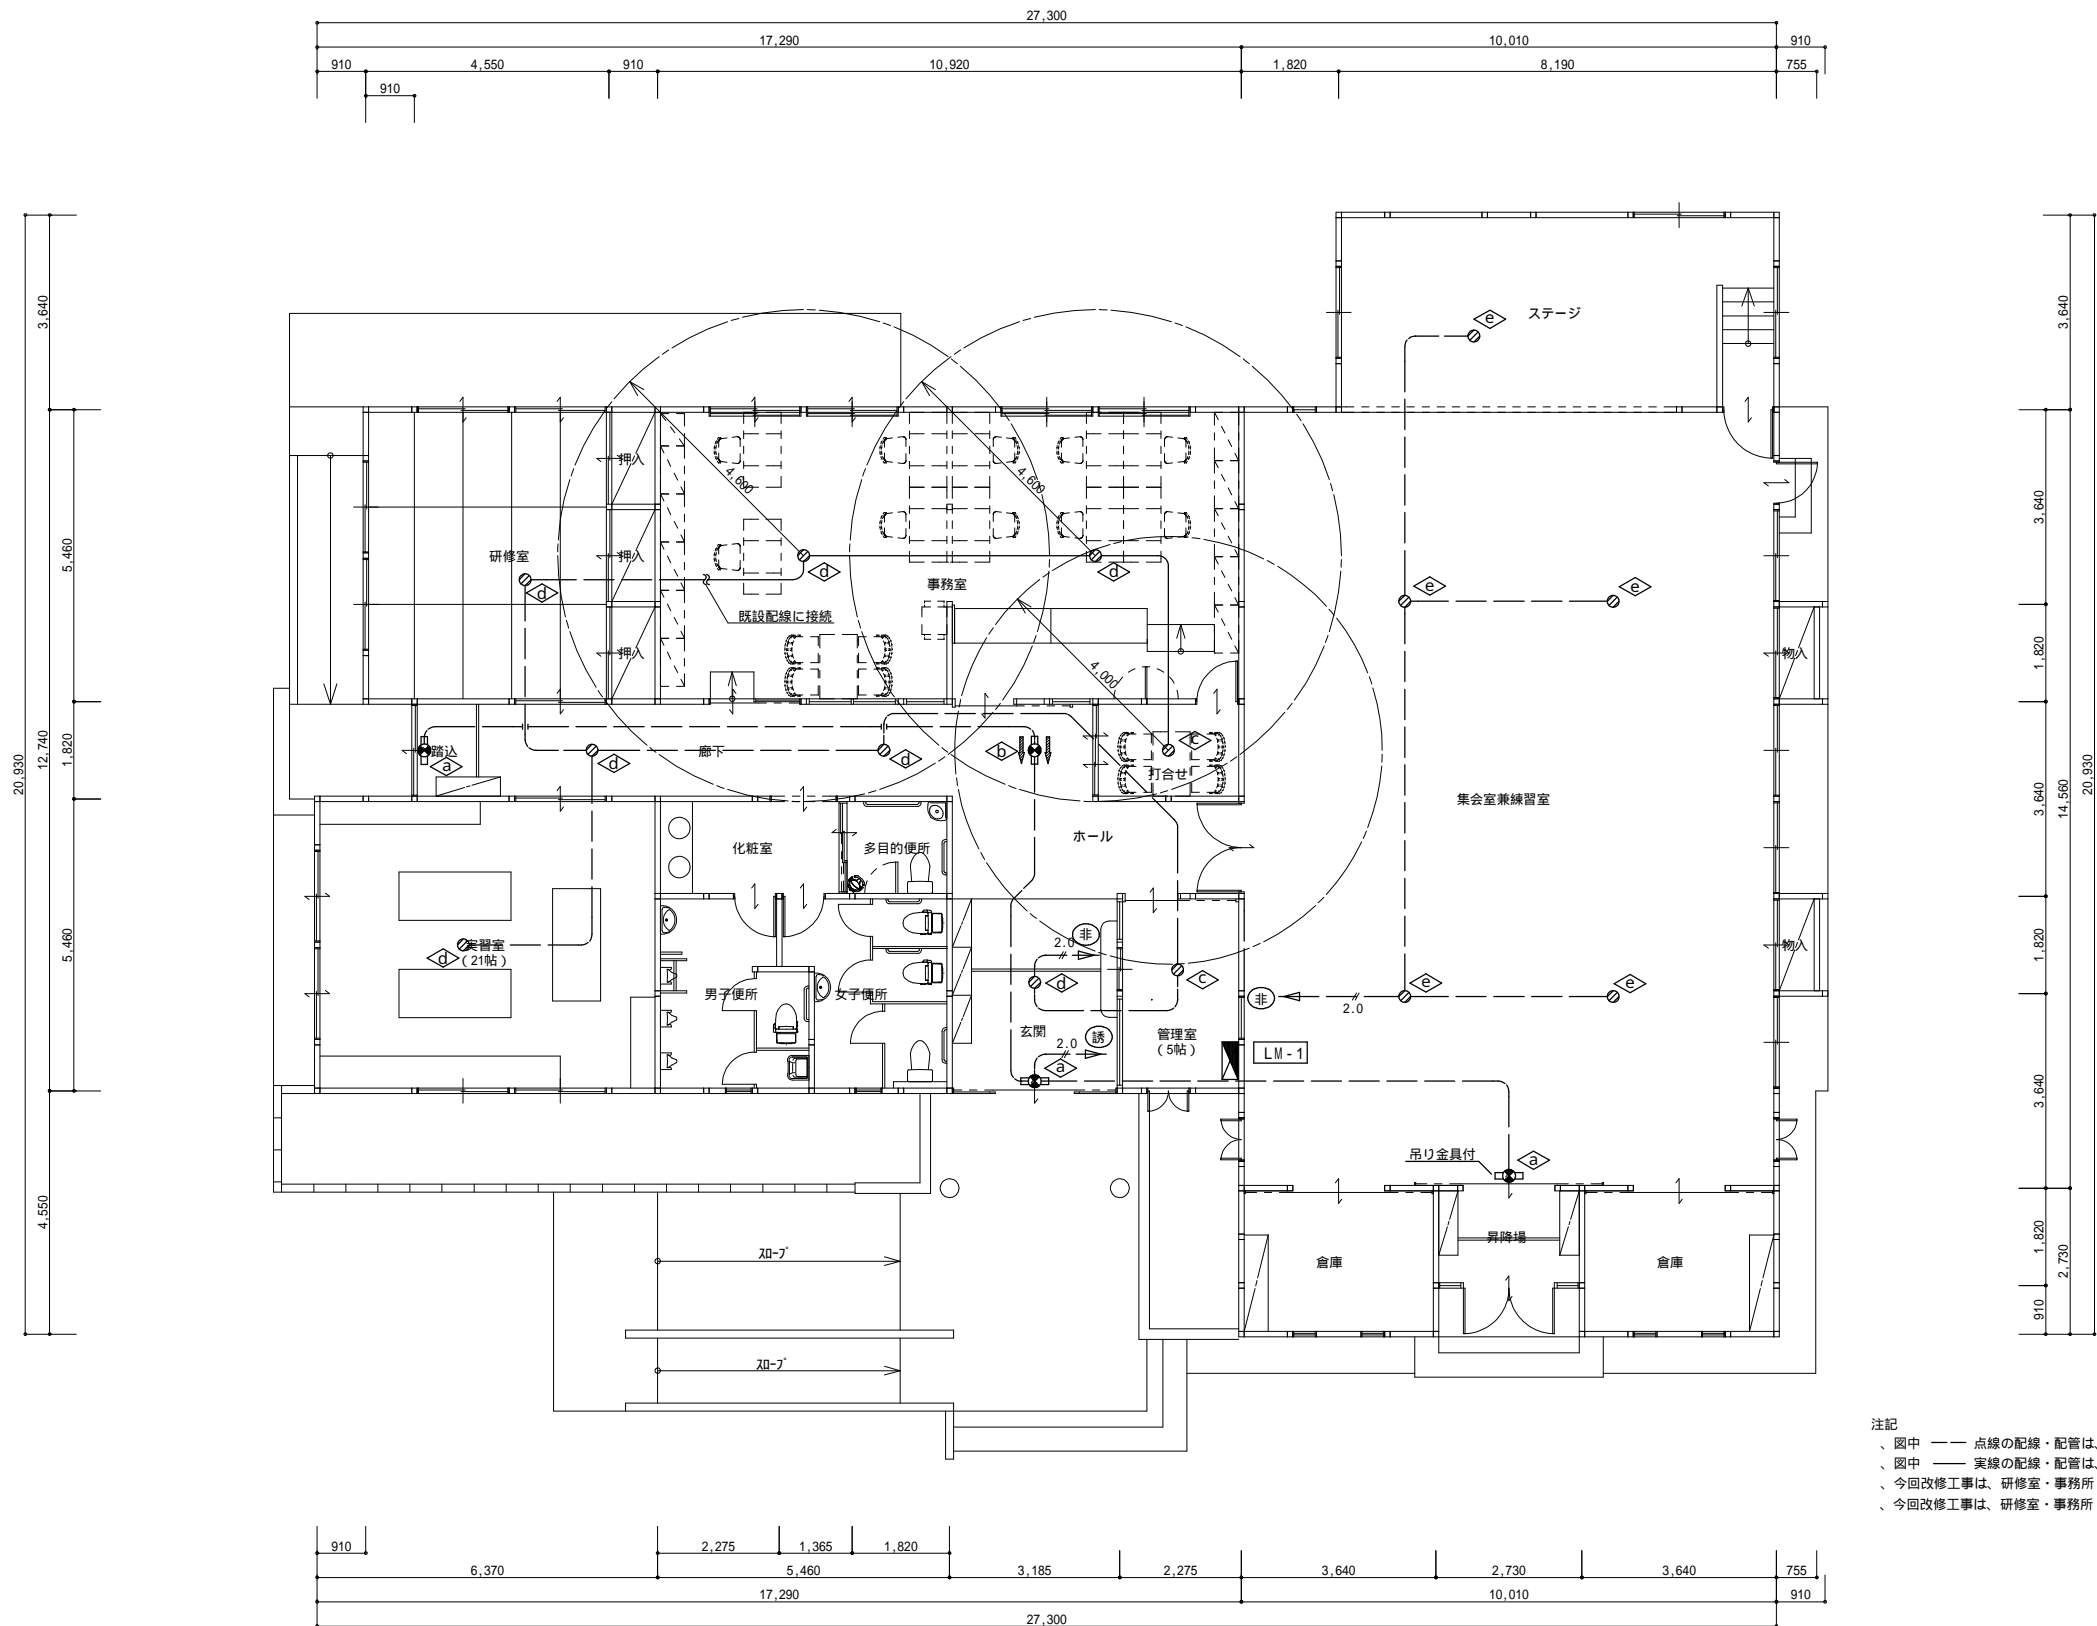 27,300
17,290
10,010
910
910
4,550
910
10,920
1,820
8,190
755
910
ステージ
e
3,640
3,640
押入
4,600
4,600
研修室
押入
d
d
d
事務室
既設配線に接続
e
e
押入
4,000
物入
5,460
1,820
12,740
20,930
3,640
1,820
14,560
20,930
踏込
a
d
廊下
d
b
c
打合せ
集会室兼練習室
3,640
化粧室
多目的便所
ホール
5,460
実習室
(21帖)
d
非
2.0
d
c
物入
1,820
男子便所
女子便所
非
2.0
e
e
玄関
誘
2.0
a
管理室
(5帖)
LM-1
3,640
吊り金具付
a
4,550
スロープ
倉庫
昇降場
倉庫
1,820
2,730
910
スロープ
注記
、図中 ── 点線の配線・配管は、
、図中 ── 実線の配線・配管は、
、今回改修工事は、研修室・事務所
、今回改修工事は、研修室・事務所
910
2,275
1,365
1,820
6,370
5,460
3,185
2,275
3,640
2,730
3,640
755
17,290
10,010
910
27,300